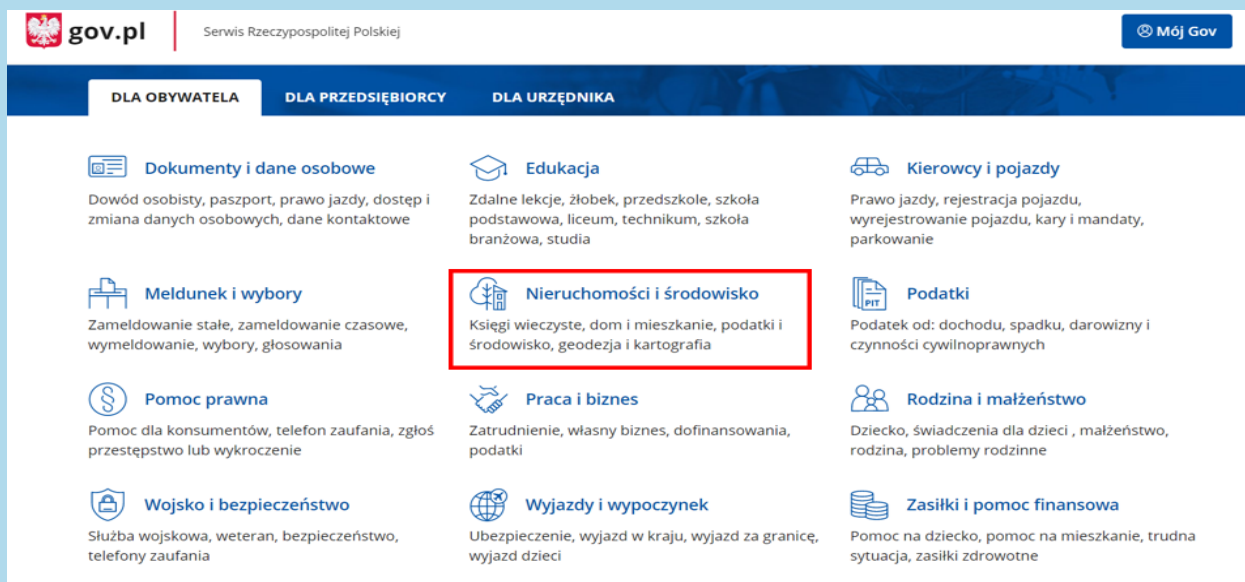 gov.pl
Serwis Rzeczypospolitej Polskiej
Mój Gov
DLA OBYWATELA
DLA PRZEDSIĘBIORCY
DLA URZĘDNIKA
Dokumenty i dane osobowe
Dowód osobisty, paszport, prawo jazdy, dostęp i
zmiana danych osobowych, dane kontaktowe
Edukacja
Zdalne lekcje, żłobek, przedszkole, szkoła
podstawowa, liceum, technikum, szkoła
branżowa, studia
Kierowcy i pojazdy
Prawo jazdy, rejestracja pojazdu,
wyrejestrowanie pojazdu, kary i mandaty,
parkowanie
Meldunek i wybory
Zameldowanie stałe, zameldowanie czasowe,
wymeldowanie, wybory, głosowania
Nieruchomości i środowisko
Księgi wieczyste, dom i mieszkanie, podatki i
środowisko, geodezja i kartografia
PIT
Podatki
Podatek od: dochodu, spadku, darowizny i
czynności cywilnoprawnych
§
Pomoc prawna
Pomoc dla konsumentów, telefon zaufania, zgłoś
przestępstwo lub wykroczenie
Praca i biznes
Zatrudnienie, własny biznes, dofinansowania,
podatki
Rodzina i małżeństwo
Dziecko, świadczenia dla dzieci , małżeństwo,
rodzina, problemy rodzinne
Wojsko i bezpieczeństwo
Służba wojskowa, weteran, bezpieczeństwo,
telefony zaufania
Wyjazdy i wypoczynek
Ubezpieczenie, wyjazd w kraju, wyjazd za granicę,
wyjazd dzieci
Zasiłki i pomoc finansowa
Pomoc na dziecko, pomoc na mieszkanie, trudna
sytuacja, zasiłki zdrowotne